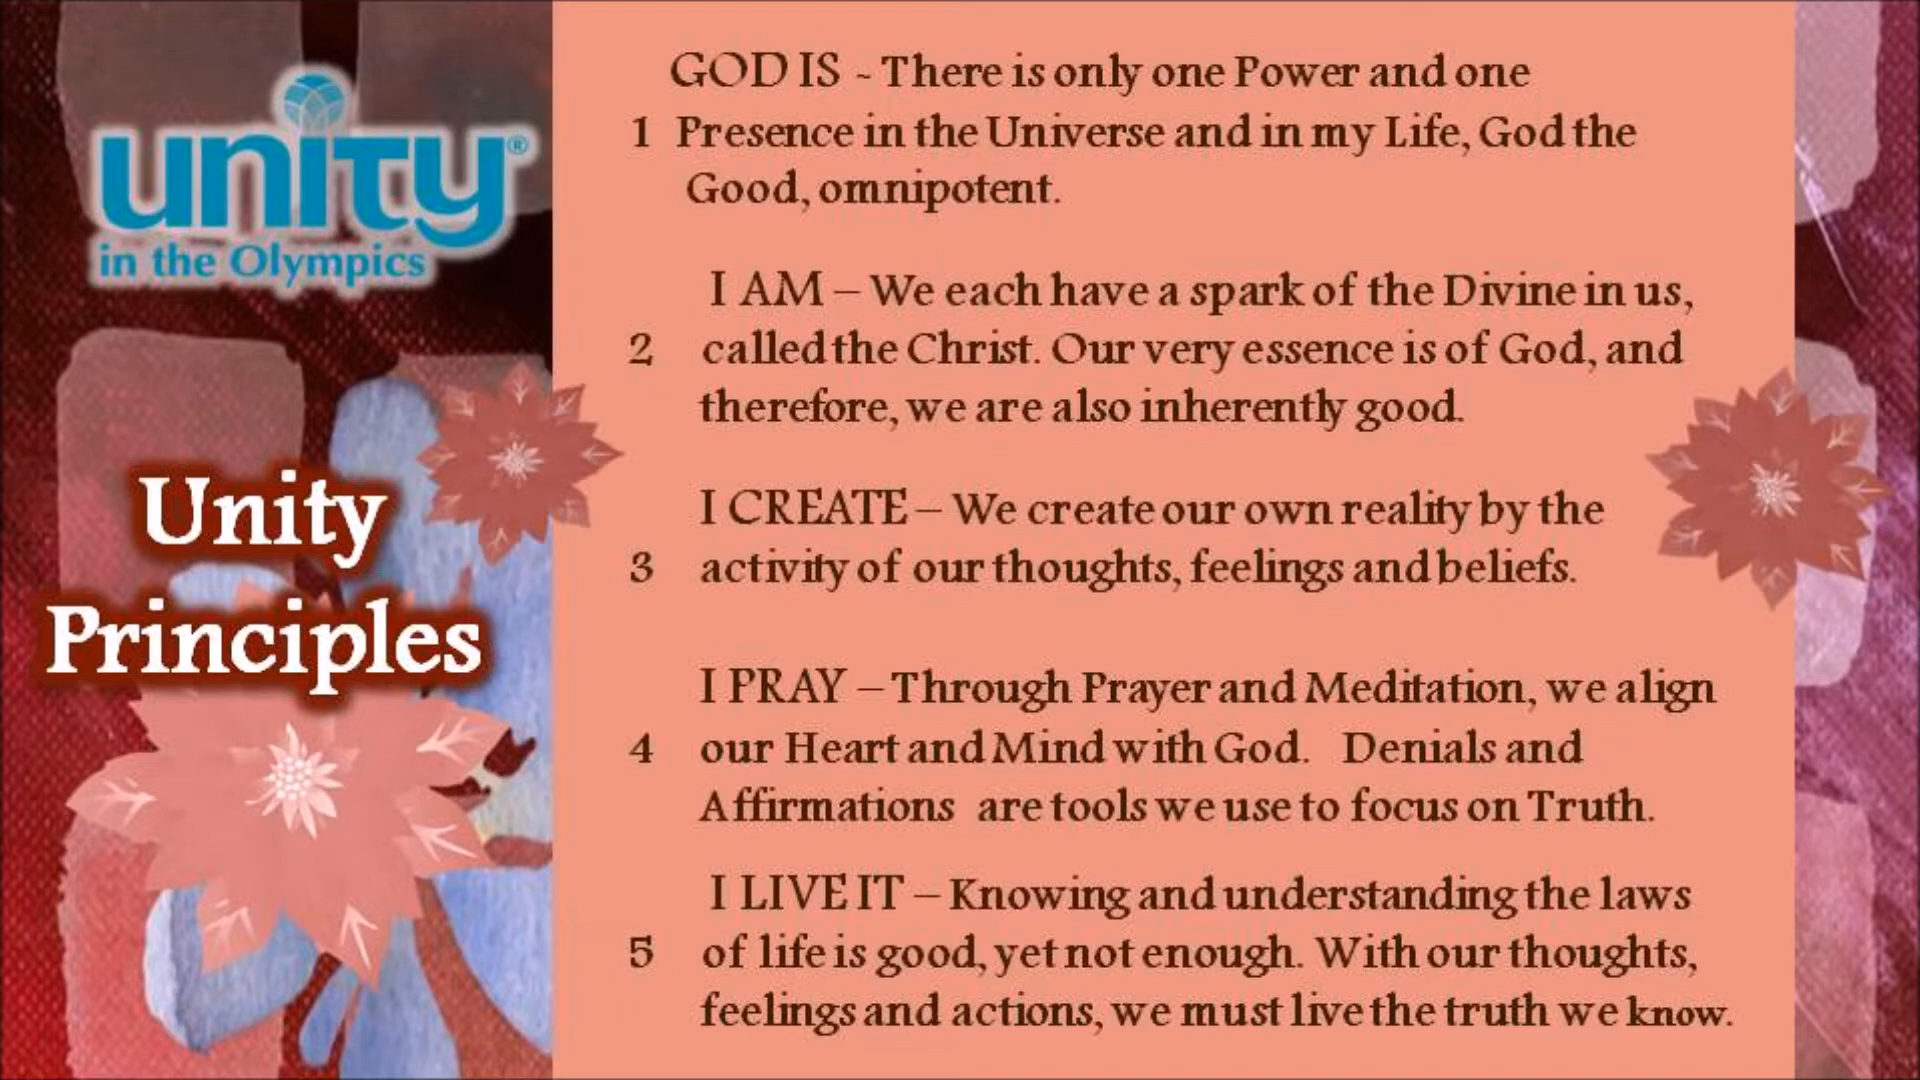 unity®
in the Olympics
Unity
Principles
GOD IS ~ There is only one Power and one
1 Presence in the Universe and in my Life, God the
Good, omnipotent.
I AM – We each have a spark of the Divine in us,
2 called the Christ. Our very essence is of God, and
therefore, we are also inherently good.
I CREATE – We create our own reality by the
3 activity of our thoughts, feelings and beliefs.
I PRAY – Through Prayer and Meditation, we align
4 our Heart and Mind with God. Denials and
Affirmations are tools we use to focus on Truth.
I LIVE IT – Knowing and understanding the laws
5 of life is good, yet not enough. With our thoughts,
feelings and actions, we must live the truth we know.